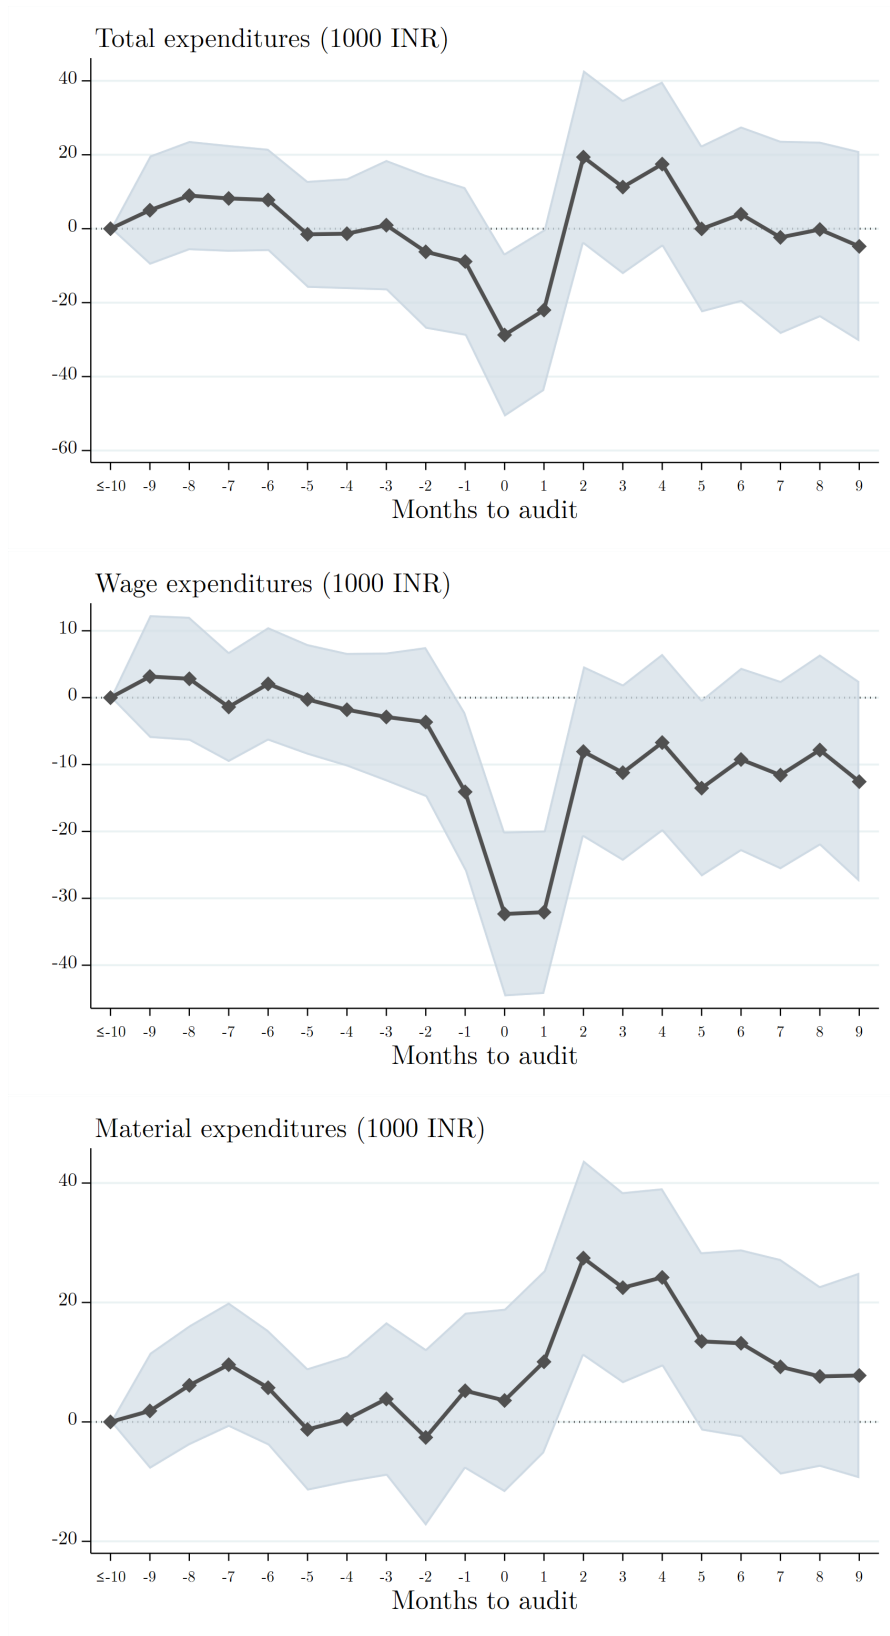 Total expenditures (1000 INR)
40
20
0
-20
-40
-60
≤-10 -9 -8 -7 -6 -5 -4 -3 -2 -1 0 1 2 3 4 5 6 7 8 9
Months to audit
Wage expenditures (1000 INR)
10
0
-10
-20
-30
-40
≤-10 -9 -8 -7 -6 -5 -4 -3 -2 -1 0 1 2 3 4 5 6 7 8 9
Months to audit
Material expenditures (1000 INR)
40
20
0
-20
≤-10 -9 -8 -7 -6 -5 -4 -3 -2 -1 0 1 2 3 4 5 6 7 8 9
Months to audit